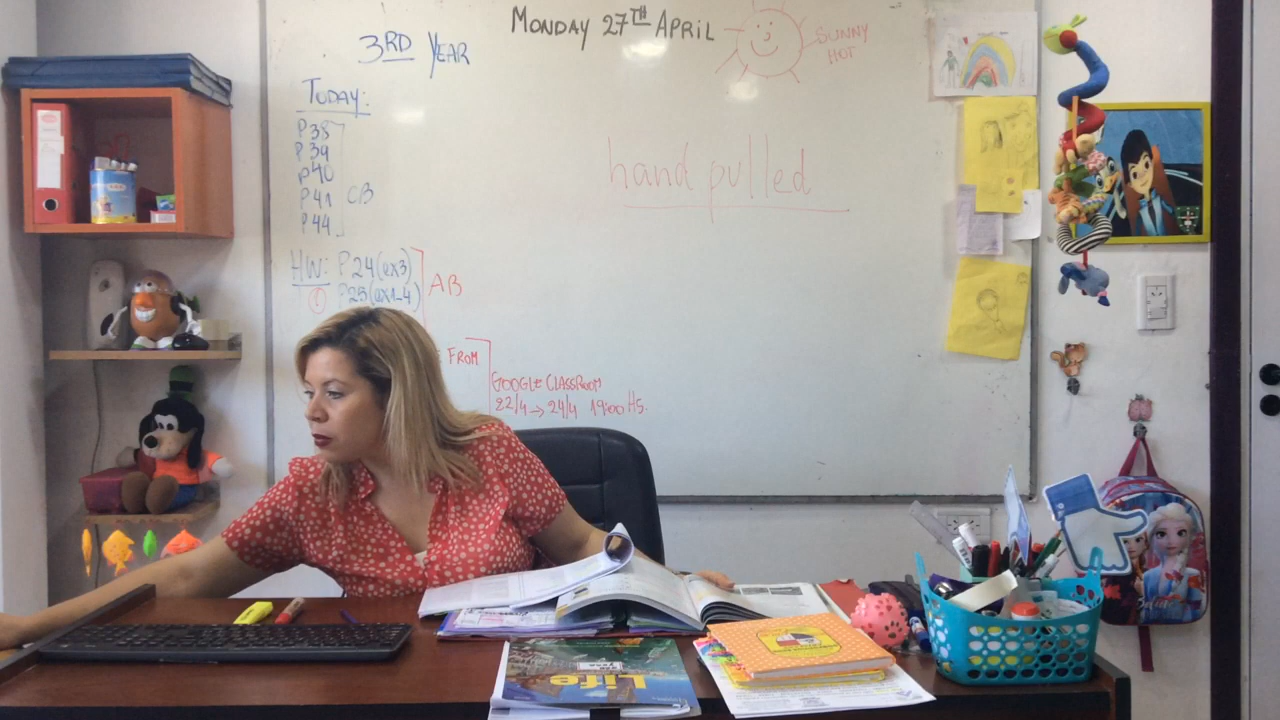 MONDAY 27TH APRIL
SUNNY
HOT
3RD YEAR
TODAY:
P38
P39
P40
P41
P44
CB
hand pulled
HW: P24(ex3)
P25(ex1-4)
AB
FROM
GOOGLE CLASSROOM
22/4 → 24/4 19:00 HS.
Life